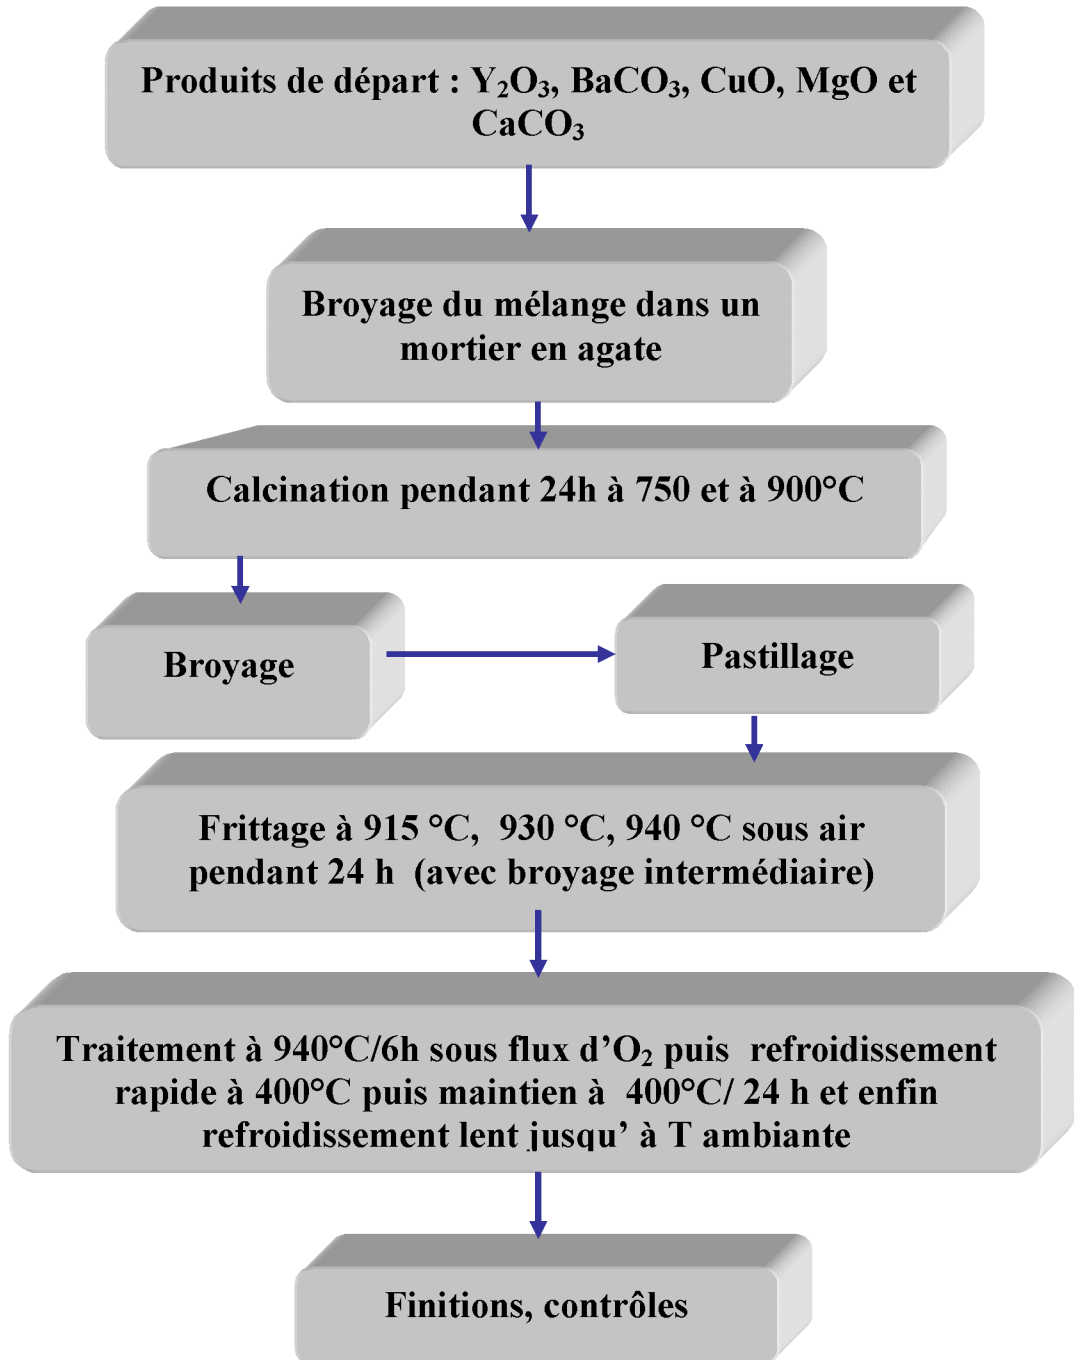 Produits de départ : Y₂O₃, BaCO₃, CuO, MgO et
CaCO₃
Broyage du mélange dans un
mortier en agate
Calcination pendant 24h à 750 et à 900°C
Broyage
Pastillage
Frittage à 915 °C, 930 °C, 940 °C sous air
pendant 24 h (avec broyage intermédiaire)
Traitement à 940°C/6h sous flux d’O₂ puis refroidissement
rapide à 400°C puis maintien à 400°C/ 24 h et enfin
refroidissement lent jusqu’ à T ambiante
Finitions, contrôles